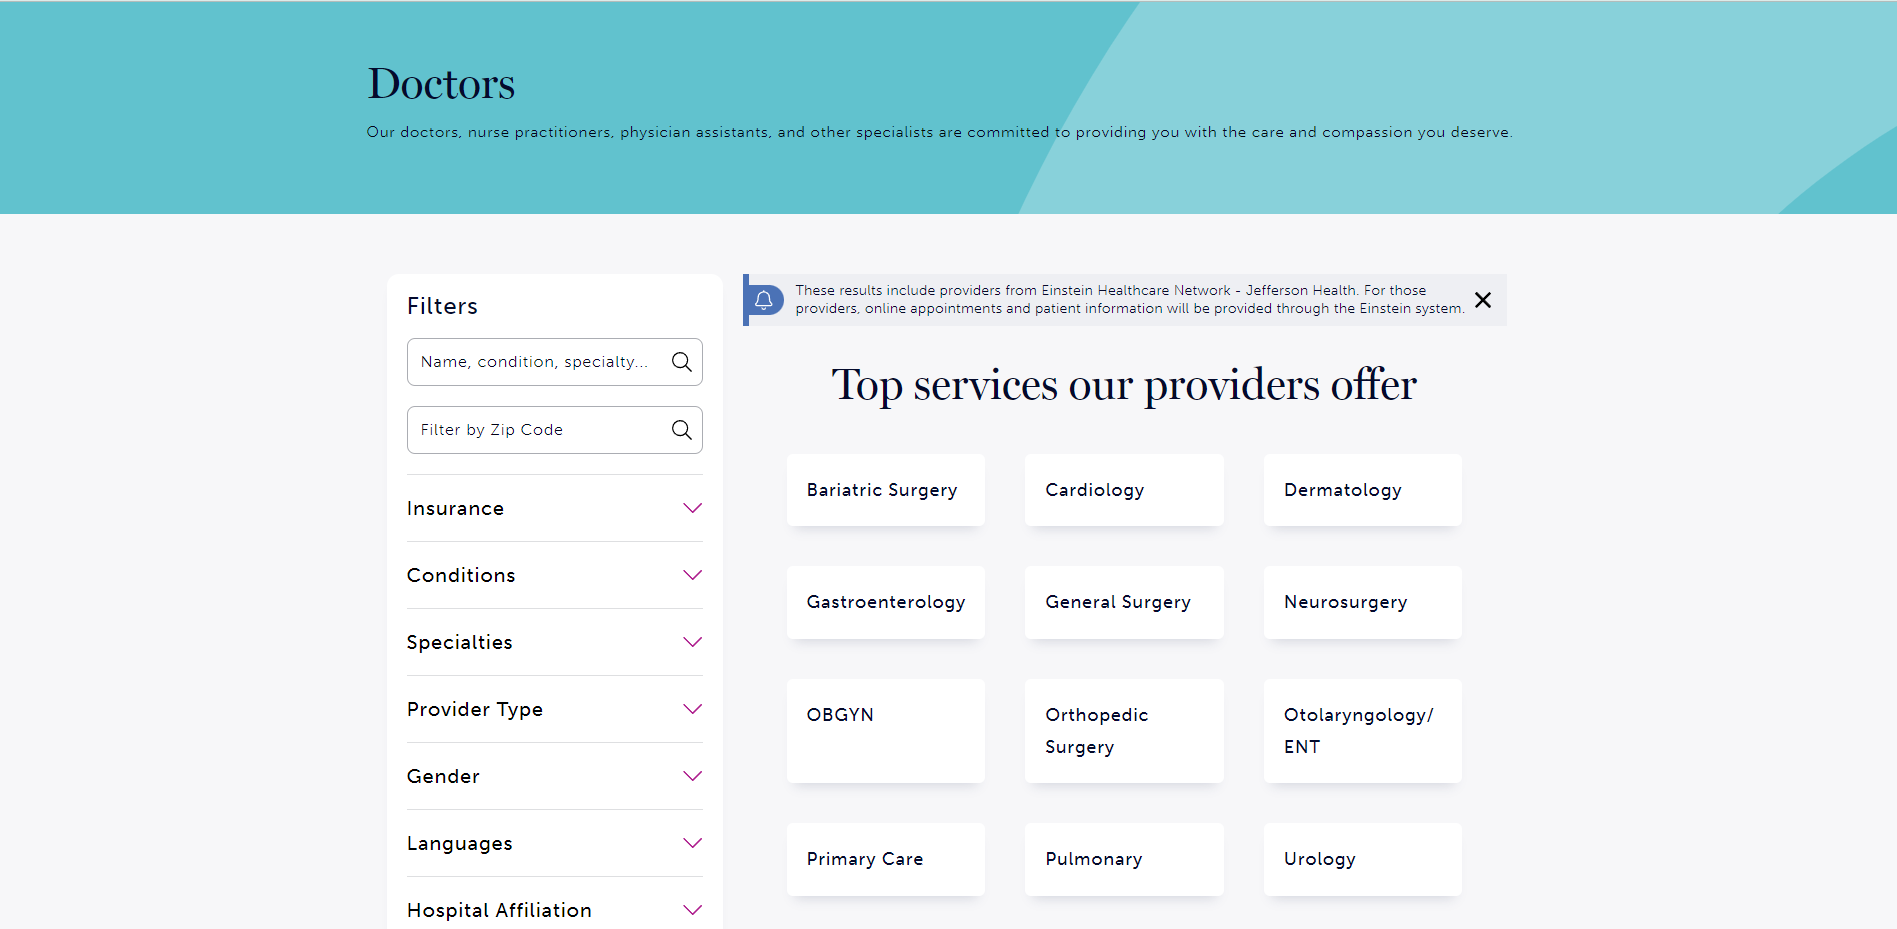 Doctors
Our doctors, nurse practitioners, physician assistants, and other specialists are committed to providing you with the care and compassion you deserve.
Filters
Name, condition, specialty...
Filter by Zip Code
Insurance
Conditions
Specialties
Provider Type
Gender
Languages
Hospital Affiliation
These results include providers from Einstein Healthcare Network - Jefferson Health. For those
providers, online appointments and patient information will be provided through the Einstein system.
Top services our providers offer
Bariatric Surgery
Cardiology
Dermatology
Gastroenterology
General Surgery
Neurosurgery
OBGYN
Orthopedic
Surgery
Otolaryngology/
ENT
Primary Care
Pulmonary
Urology